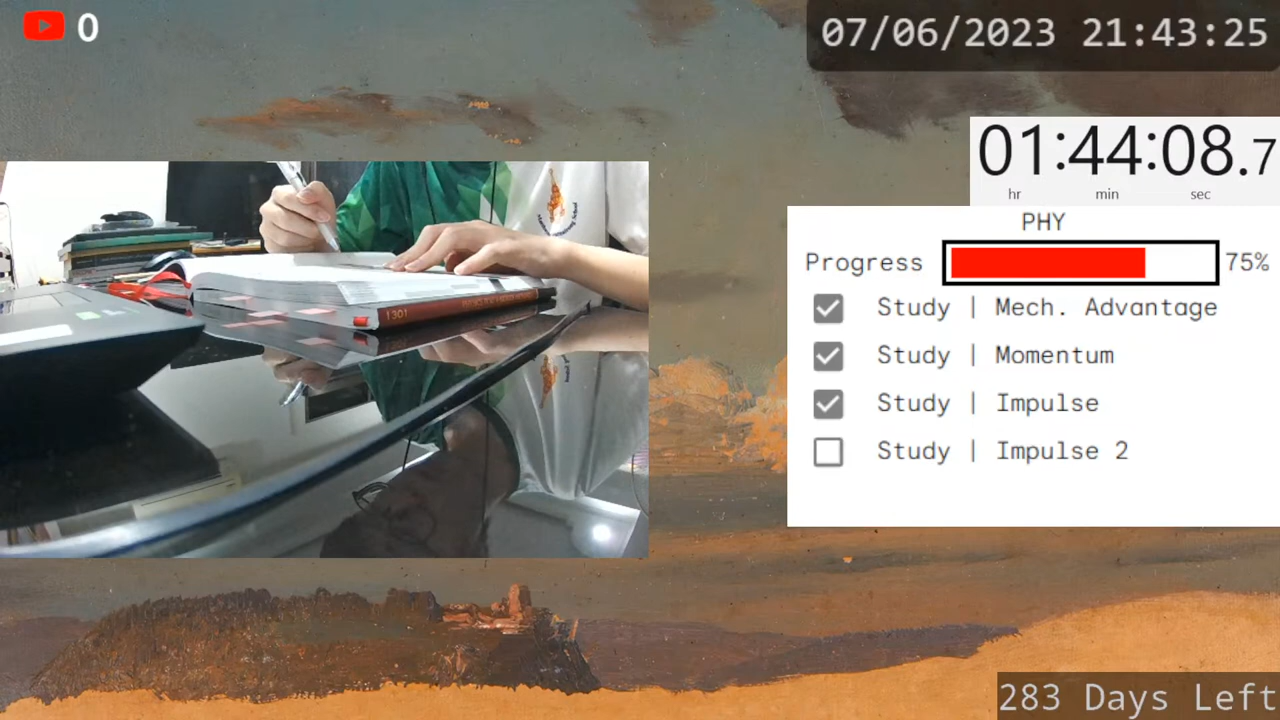 0
07/06/2023 21:43:25
01:44:08.7
hr min sec
PHY
Progress 75%
Study | Mech. Advantage
Study | Momentum
Study | Impulse
Study | Impulse 2
1301
283 Days Left